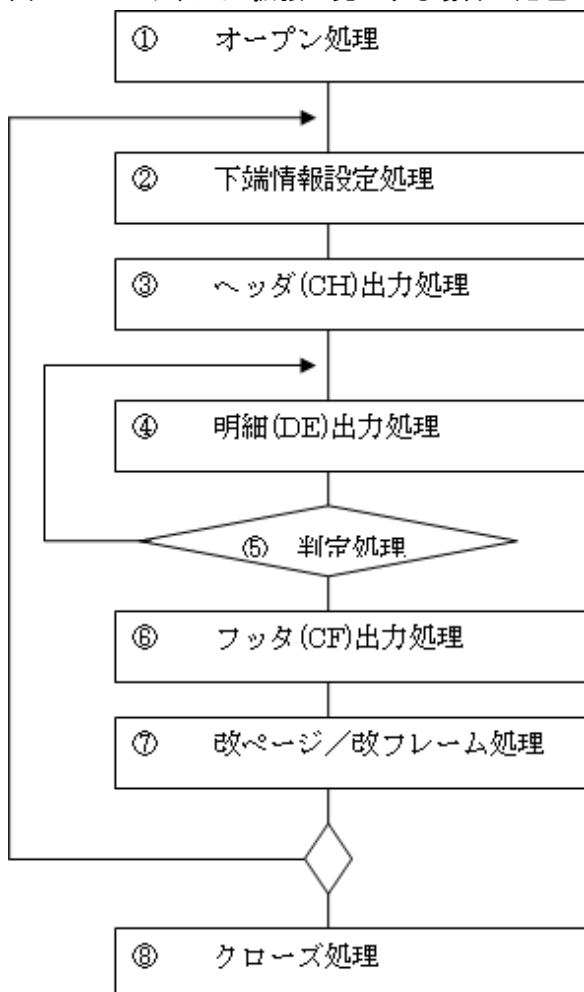 ① オープン処理
② 下端情報設定処理
③ ヘッダ(CH)出力処理
④ 明細(DE)出力処理
⑤ 判定処理
⑥ フッタ(CF)出力処理
⑦ 改ページ／改フレーム処理
⑧ クローズ処理